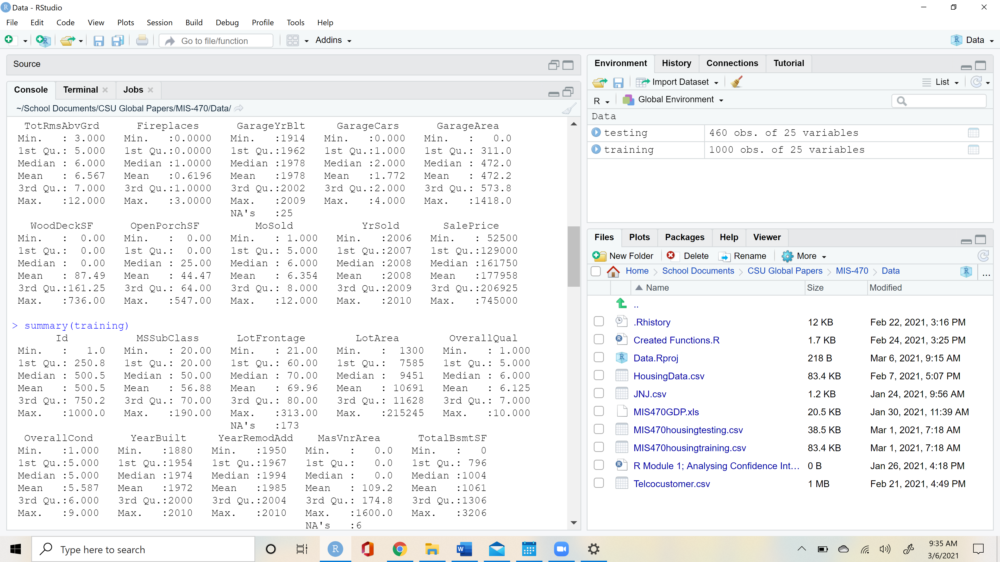 Data - RStudio
File Edit Code View Plots Session Build Debug Profile Tools Help
Go to file/function Addins Data
Source
Console Terminal Jobs
~/School Documents/CSU Global Papers/MIS-470/Data/
TotRmsAbvGrd Fireplaces GarageYrBlt GarageCars GarageArea
Min. : 3.000 Min. :0.0000 Min. :1914 Min. :0.000 Min. : 0.0
1st Qu.: 5.000 1st Qu.:0.0000 1st Qu.:1962 1st Qu.:1.000 1st Qu.: 311.0
Median : 6.000 Median :1.0000 Median :1978 Median :2.000 Median : 472.0
Mean : 6.567 Mean :0.6196 Mean :1978 Mean :1.772 Mean : 472.2
3rd Qu.: 7.000 3rd Qu.:1.0000 3rd Qu.:2002 3rd Qu.:2.000 3rd Qu.: 573.8
Max. :12.000 Max. :3.0000 Max. :2009 Max. :4.000 Max. :1418.0
NA's :25
WoodDeckSF OpenPorchSF MoSold YrSold SalePrice
Min. : 0.00 Min. : 0.00 Min. : 1.000 Min. :2006 Min. : 52500
1st Qu.: 0.00 1st Qu.: 0.00 1st Qu.: 5.000 1st Qu.:2007 1st Qu.:129000
Median : 0.00 Median : 25.00 Median : 6.000 Median :2008 Median :161750
Mean : 87.49 Mean : 44.47 Mean : 6.354 Mean :2008 Mean :177958
3rd Qu.:161.25 3rd Qu.: 64.00 3rd Qu.: 8.000 3rd Qu.:2009 3rd Qu.:206925
Max. :736.00 Max. :547.00 Max. :12.000 Max. :2010 Max. :745000
> summary(training)
Id MSSubClass LotFrontage LotArea OverallQual
Min. : 1.0 Min. : 20.00 Min. : 21.00 Min. : 1300 Min. : 1.000
1st Qu.: 250.8 1st Qu.: 20.00 1st Qu.: 60.00 1st Qu.: 7585 1st Qu.: 5.000
Median : 500.5 Median : 50.00 Median : 70.00 Median : 9451 Median : 6.000
Mean : 500.5 Mean : 56.88 Mean : 69.96 Mean : 10691 Mean : 6.125
3rd Qu.: 750.2 3rd Qu.: 70.00 3rd Qu.: 80.00 3rd Qu.: 11628 3rd Qu.: 7.000
Max. :1000.0 Max. :190.00 Max. :313.00 Max. :215245 Max. :10.000
NA's :173
OverallCond YearBuilt YearRemodAdd MasVnrArea TotalBsmtSF
Min. :1.000 Min. :1880 Min. :1950 Min. : 0.0 Min. : 0
1st Qu.:5.000 1st Qu.:1954 1st Qu.:1967 1st Qu.: 0.0 1st Qu.: 796
Median :5.000 Median :1974 Median :1994 Median : 0.0 Median :1004
Mean :5.587 Mean :1972 Mean :1985 Mean : 109.2 Mean :1061
3rd Qu.:6.000 3rd Qu.:2000 3rd Qu.:2004 3rd Qu.: 174.8 3rd Qu.:1306
Max. :9.000 Max. :2010 Max. :2010 Max. :1600.0 Max. :3206
NA's :6
Environment History Connections Tutorial
Import Dataset List
R Global Environment
Data
testing 460 obs. of 25 variables
training 1000 obs. of 25 variables
Files Plots Packages Help Viewer
New Folder Delete Rename More
Home School Documents CSU Global Papers MIS-470 Data ...
Name Size Modified
..
.Rhistory 12 KB Feb 22, 2021, 3:16 PM
Created Functions.R 1.7 KB Feb 24, 2021, 3:25 PM
Data.Rproj 218 B Mar 6, 2021, 9:15 AM
HousingData.csv 83.4 KB Feb 7, 2021, 5:07 PM
JNJ.csv 1.2 KB Jan 24, 2021, 9:56 AM
MIS470GDP.xls 20.5 KB Jan 30, 2021, 11:39 AM
MIS470housingtesting.csv 38.5 KB Mar 1, 2021, 7:18 AM
MIS470housingtraining.csv 83.4 KB Mar 1, 2021, 7:18 AM
R Module 1; Analysing Confidence Int... 0 B Jan 26, 2021, 4:18 PM
Telcocustomer.csv 1 MB Feb 21, 2021, 4:49 PM
Type here to search
9:35 AM
3/6/2021